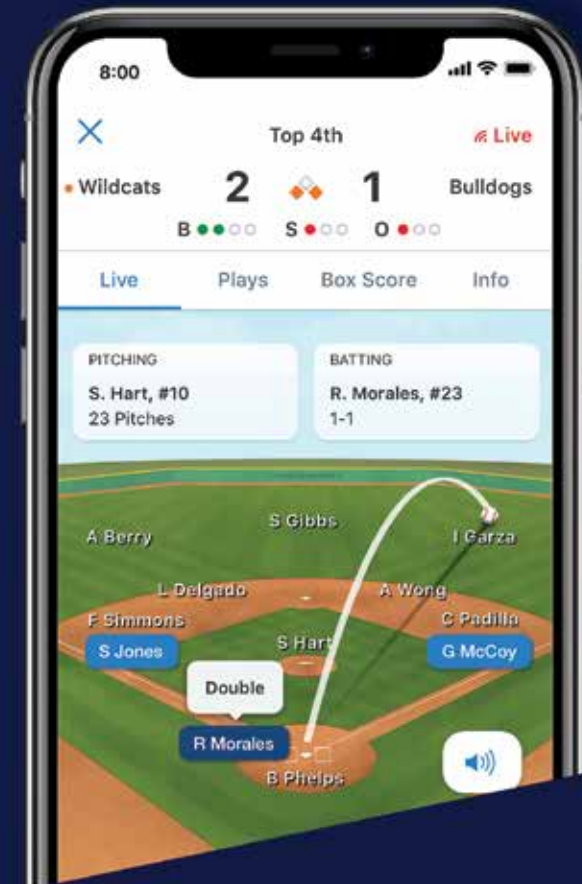 8:00
Top 4th
Live
Wildcats 2 1 Bulldogs
B S O
Live Plays Box Score Info
PITCHING
S. Hart, #10
23 Pitches
BATTING
R. Morales, #23
1-1
S Gibbs
A Berry
I Garza
L Delgado
A Wong
F Simmons
C Padilla
S Jones
S Hart
G McCoy
Double
R Morales
B Phelps